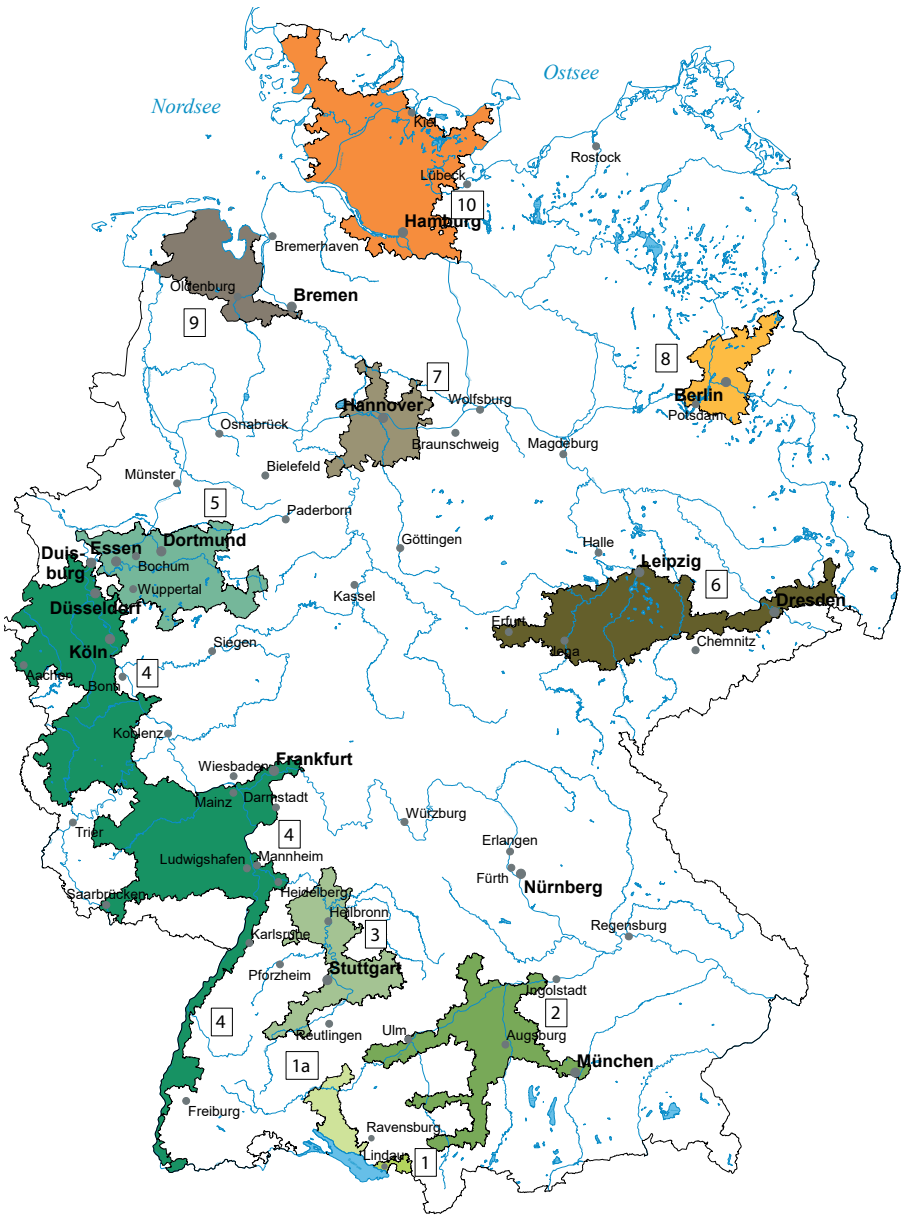 Ostsee
Nordsee
Kiel
Rostock
Lübeck
10
Hamburg
Bremerhaven
Oldenburg
Bremen
9
8
7
Berlin
Potsdam
Hannover
Wolfsburg
Osnabrück
Braunschweig
Magdeburg
Münster
Bielefeld
5
Paderborn
Duis-
burg
Essen
Dortmund
Bochum
Göttingen
Halle
Leipzig
6
Wuppertal
Düsseldorf
Kassel
Dresden
Erfurt
Jena
Chemnitz
Köln
Siegen
Aachen
Bonn
4
Koblenz
Wiesbaden
Frankfurt
Mainz
Darmstadt
Trier
4
Würzburg
Erlangen
Ludwigshafen
Mannheim
Fürth
Nürnberg
Saarbrücken
Heidelberg
Heilbronn
Karlsruhe
3
Regensburg
Pforzheim
Stuttgart
Ingolstadt
4
Reutlingen
Ulm
2
Augsburg
1a
München
Freiburg
Ravensburg
Lindau
1